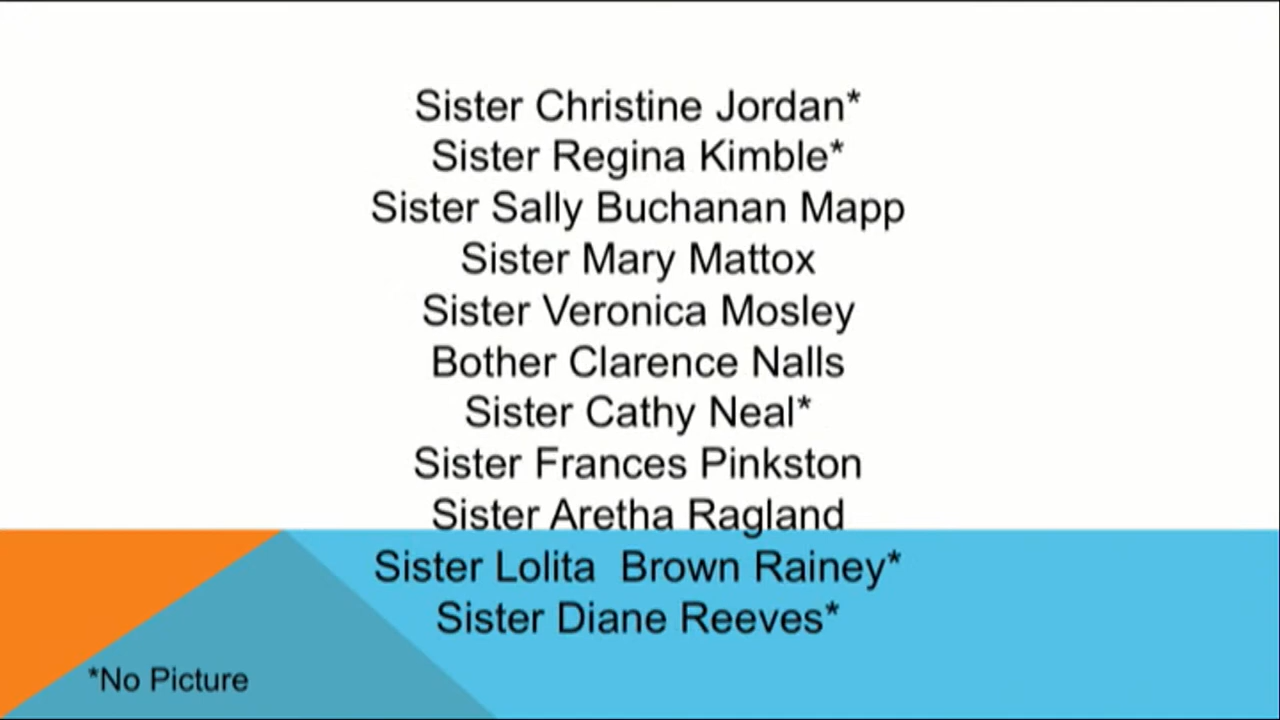 Sister Christine Jordan*
Sister Regina Kimble*
Sister Sally Buchanan Mapp
Sister Mary Mattox
Sister Veronica Mosley
Bother Clarence Nalls
Sister Cathy Neal*
Sister Frances Pinkston
Sister Aretha Ragland
Sister Lolita  Brown Rainey*
Sister Diane Reeves*
*No Picture